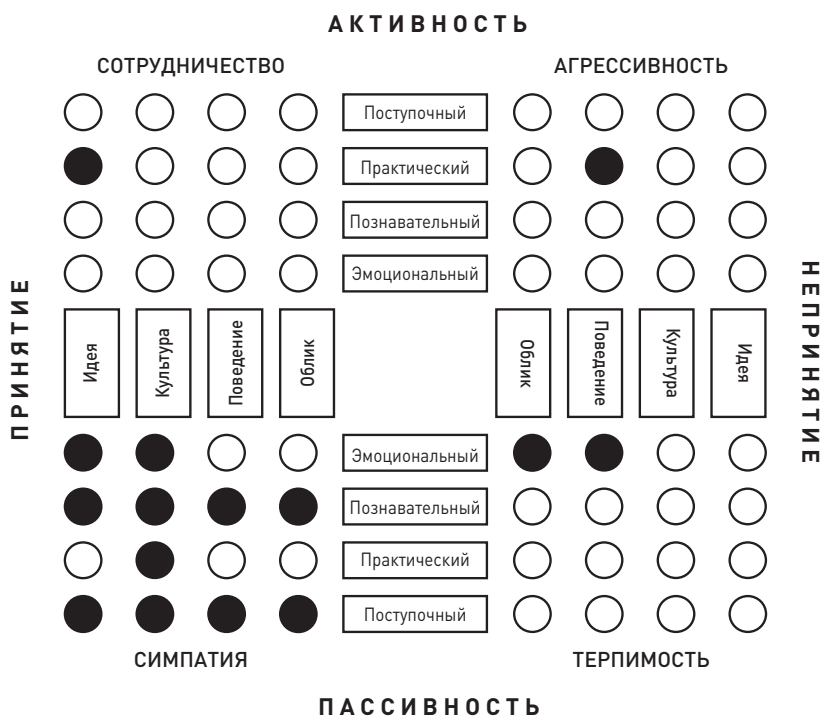 АКТИВНОСТЬ
СОТРУДНИЧЕСТВО
АГРЕССИВНОСТЬ
Поступочный
Практический
Познавательный
Эмоциональный
ПРИНЯТИЕ
НЕПРИНЯТИЕ
Идея
Культура
Поведение
Облик
Облик
Поведение
Культура
Идея
Эмоциональный
Познавательный
Практический
Поступочный
СИМПАТИЯ
ТЕРПИМОСТЬ
ПАССИВНОСТЬ